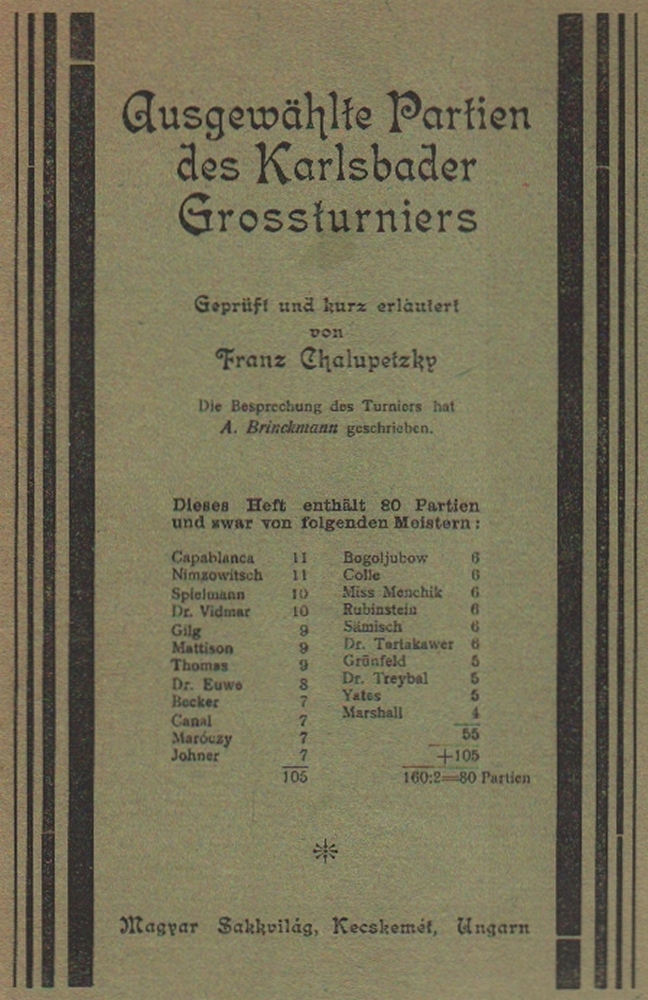 Ausgewählte Partien
des Karlsbader
Grossturniers
Geprüft und kurz erläutert
von
Franz Chalupetzky
Die Besprechung des Turniers hat
A. Brinckmann geschrieben.
Dieses Heft enthält 80 Partien
und zwar von folgenden Meistern:
Capablanca 11
Nimzowitsch 11
Spielmann 10
Dr. Vidmar 10
Gilg 9
Mattison 9
Thomas 9
Dr. Euwe 8
Becker 7
Canal 7
Maróczy 7
Johner 7
105
Bogoljubow 6
Colle 6
Miss Menchik 6
Rubinstein 6
Sämisch 6
Dr. Tartakawer 6
Grünfeld 5
Dr. Treybal 5
Yates 5
Marshall 4
55
+105
160:2=80 Partien
Magyar Sakkvilág, Kecskemét, Ungarn